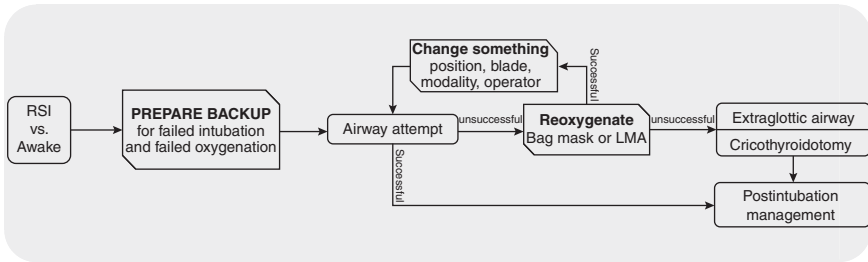 RSI
vs.
Awake
PREPARE BACKUP
for failed intubation
and failed oxygenation
Change something
position, blade,
modality, operator
Successful
Airway attempt
unsuccessful
Reoxygenate
Bag mask or LMA
unsuccessful
Extraglottic airway
Cricothyroidotomy
Successful
Postintubation
management